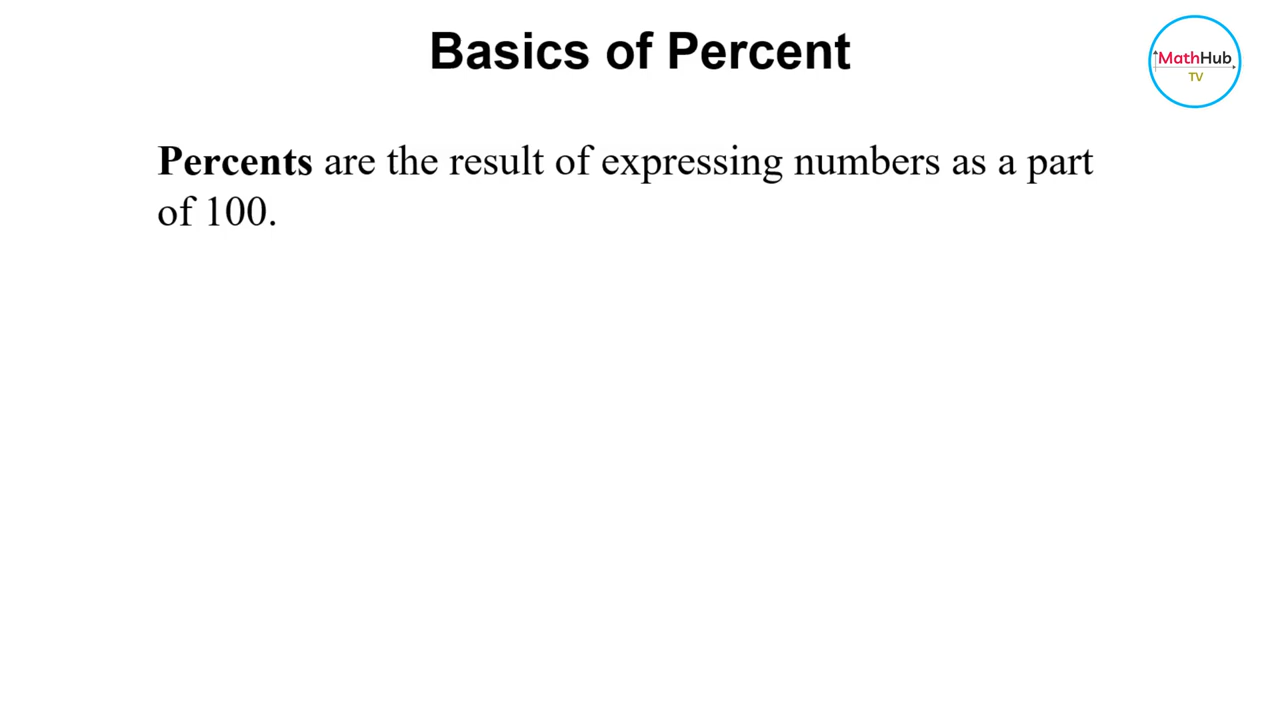 Basics of Percent
MathHub
TV
Percents are the result of expressing numbers as a part
of 100.